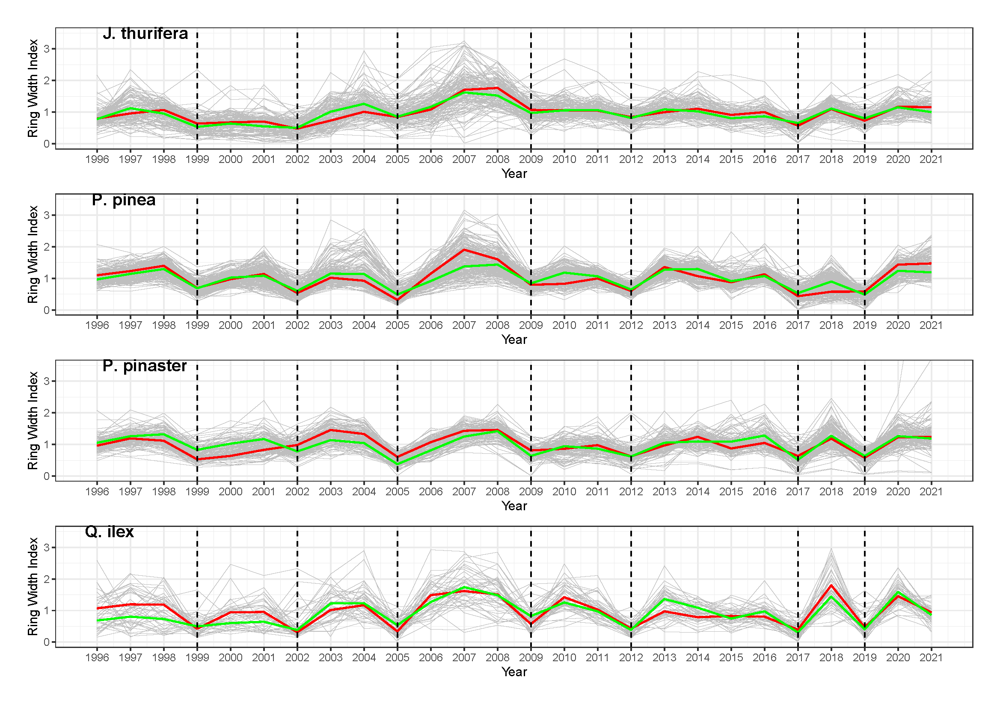 J. thurifera
Ring Width Index
3
2
1
0
1996 1997 1998 1999 2000 2001 2002 2003 2004 2005 2006 2007 2008 2009 2010 2011 2012 2013 2014 2015 2016 2017 2018 2019 2020 2021
Year
P. pinea
Ring Width Index
3
2
1
0
1996 1997 1998 1999 2000 2001 2002 2003 2004 2005 2006 2007 2008 2009 2010 2011 2012 2013 2014 2015 2016 2017 2018 2019 2020 2021
Year
P. pinaster
Ring Width Index
3
2
1
0
1996 1997 1998 1999 2000 2001 2002 2003 2004 2005 2006 2007 2008 2009 2010 2011 2012 2013 2014 2015 2016 2017 2018 2019 2020 2021
Year
Q. ilex
Ring Width Index
3
2
1
0
1996 1997 1998 1999 2000 2001 2002 2003 2004 2005 2006 2007 2008 2009 2010 2011 2012 2013 2014 2015 2016 2017 2018 2019 2020 2021
Year